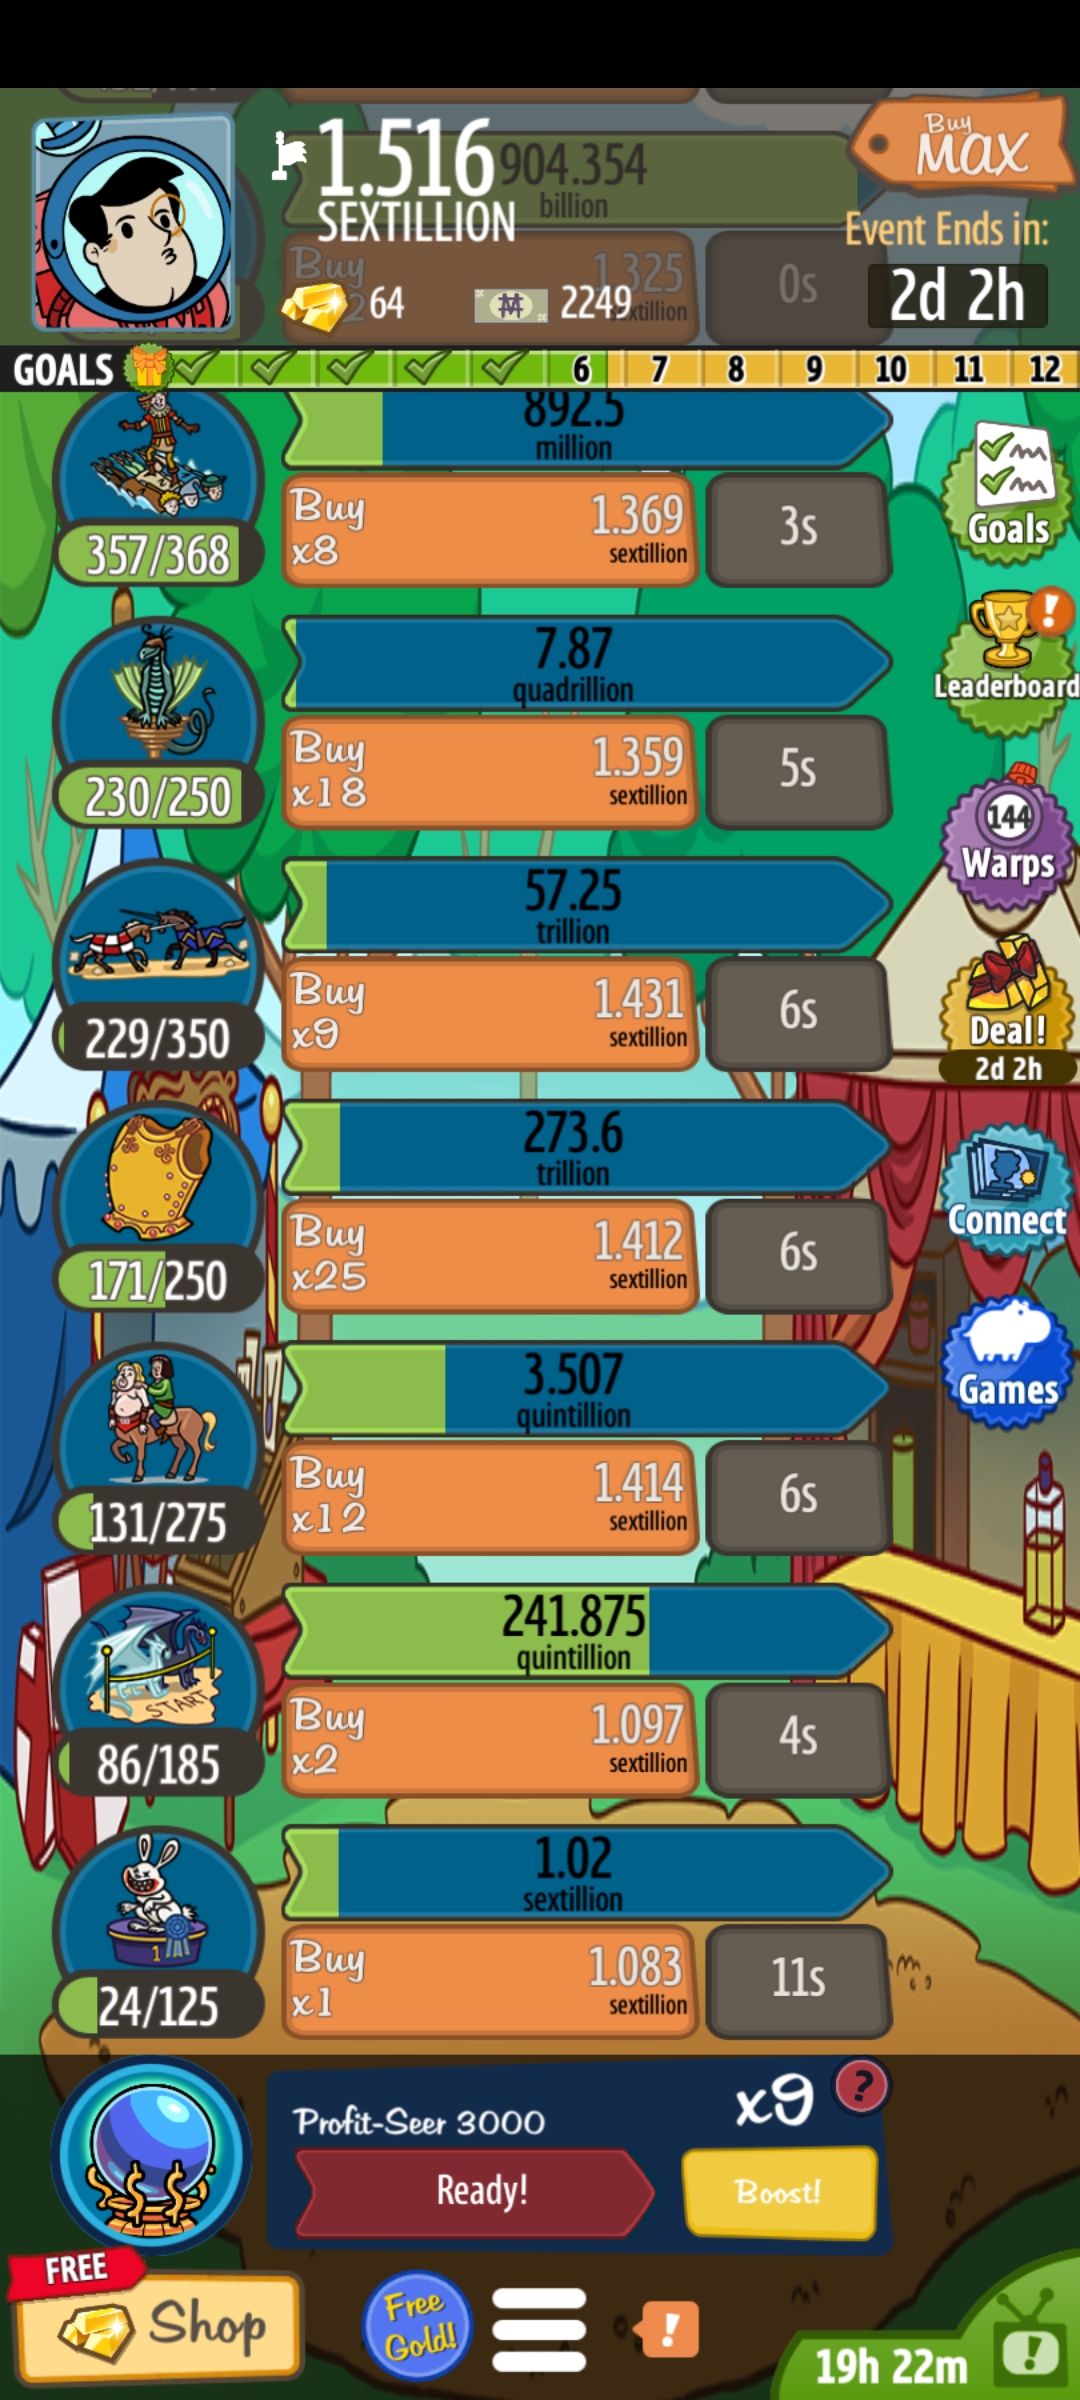 1.516
SEXTILLION
904.354
billion
Buy
MAX
Event Ends in:
2d 2h
64
2249
Buy
1.325
sextillion
0s
GOALS
6
7
8
9
10
11
12
892.5
million
357/368
Buy
x8
1.369
sextillion
3s
Goals
7.87
quadrillion
230/250
Buy
x18
1.359
sextillion
5s
!
Leaderboard
144
Warps
57.25
trillion
229/350
Buy
x9
1.431
sextillion
6s
Deal!
2d 2h
273.6
trillion
171/250
Buy
x25
1.412
sextillion
6s
Connect
3.507
quintillion
131/275
Buy
x12
1.414
sextillion
6s
Games
241.875
quintillion
START
86/185
Buy
x2
1.097
sextillion
4s
1.02
sextillion
1
24/125
Buy
x1
1.083
sextillion
11s
Profit-Seer 3000
x9
?
Ready!
Boost!
FREE
Shop
Free
Gold!
!
19h 22m
!